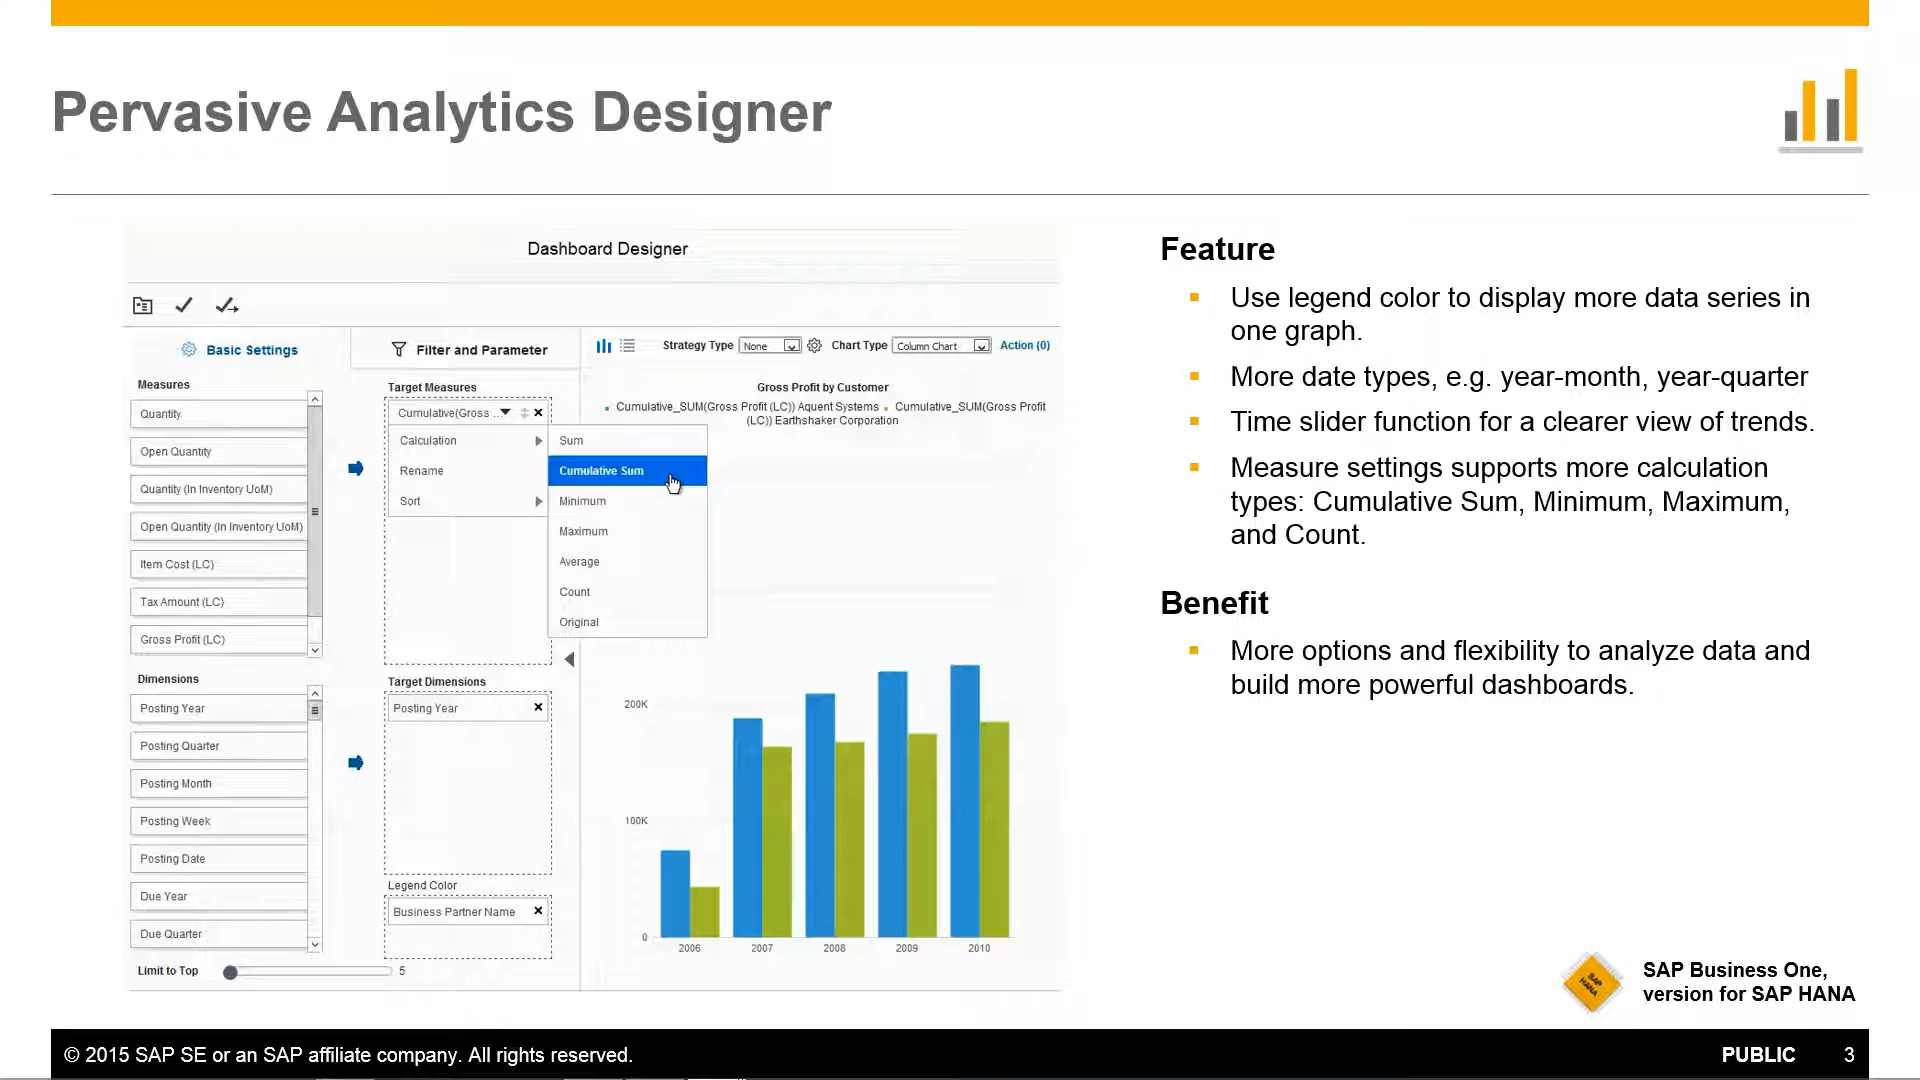 Pervasive Analytics Designer
Dashboard Designer
Basic Settings
Filter and Parameter
Strategy Type None Chart Type Column Chart Action (0)
Measures
Quantity
Open Quantity
Quantity (In Inventory UoM)
Open Quantity (In Inventory UoM)
Item Cost (LC)
Tax Amount (LC)
Gross Profit (LC)
Dimensions
Posting Year
Posting Quarter
Posting Month
Posting Week
Posting Date
Due Year
Due Quarter
Limit to Top 5
Target Measures
Cumulative(Gross ...
Calculation
Rename
Sort
Sum
Cumulative Sum
Minimum
Maximum
Average
Count
Original
Target Dimensions
Posting Year
Legend Color
Business Partner Name
Gross Profit by Customer
Cumulative_SUM(Gross Profit (LC)) Aquent Systems Cumulative_SUM(Gross Profit
(LC)) Earthshaker Corporation
200K
100K
0
2006 2007 2008 2009 2010
Feature
Use legend color to display more data series in
one graph.
More date types, e.g. year-month, year-quarter
Time slider function for a clearer view of trends.
Measure settings supports more calculation
types: Cumulative Sum, Minimum, Maximum,
and Count.
Benefit
More options and flexibility to analyze data and
build more powerful dashboards.
SAP
HANA
SAP Business One,
version for SAP HANA
© 2015 SAP SE or an SAP affiliate company. All rights reserved.
PUBLIC 3